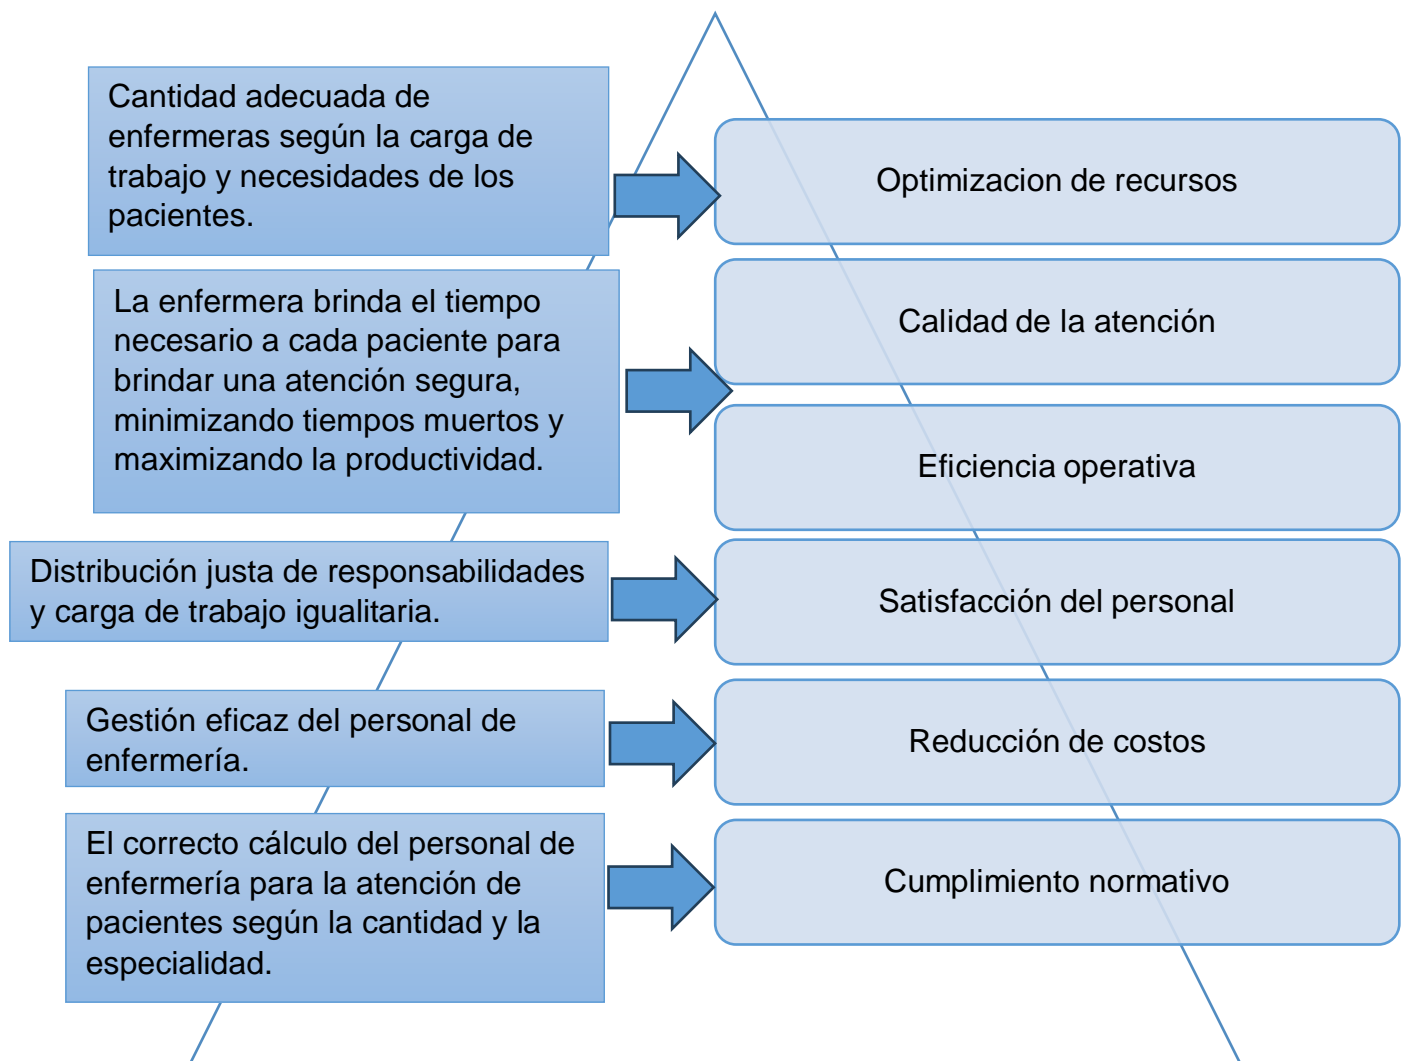 Cantidad adecuada de
enfermeras según la carga de
trabajo y necesidades de los
pacientes.
Optimizacion de recursos
La enfermera brinda el tiempo
necesario a cada paciente para
brindar una atención segura,
minimizando tiempos muertos y
maximizando la productividad.
Calidad de la atención
Eficiencia operativa
Distribución justa de responsabilidades
y carga de trabajo igualitaria.
Satisfacción del personal
Gestión eficaz del personal de
enfermería.
Reducción de costos
El correcto cálculo del personal de
enfermería para la atención de
pacientes según la cantidad y la
especialidad.
Cumplimiento normativo